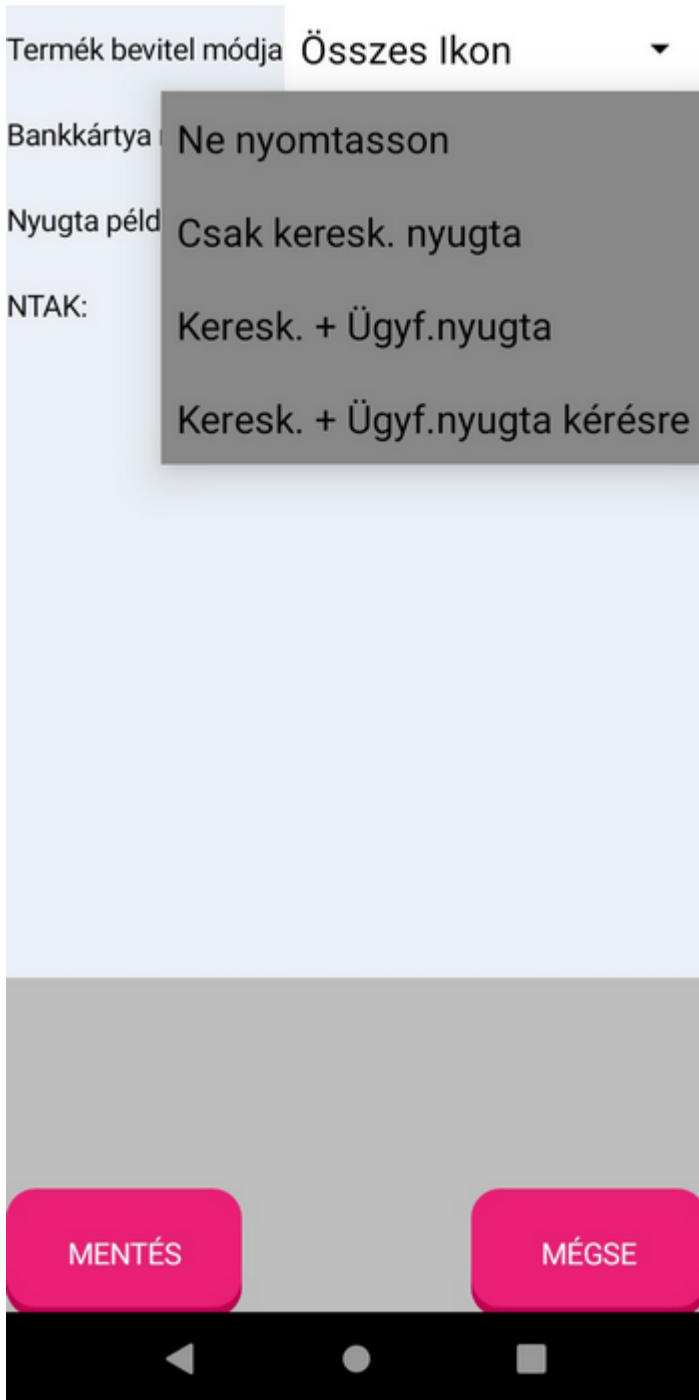 Termék bevitel módja Összes Ikon
Bankkártya
Ne nyomtasson
Nyugta péld
Csak keresk. nyugta
NTAK:
Keresk. + Ügyf.nyugta
Keresk. + Ügyf.nyugta kérésre
MENTÉS
MÉGSE